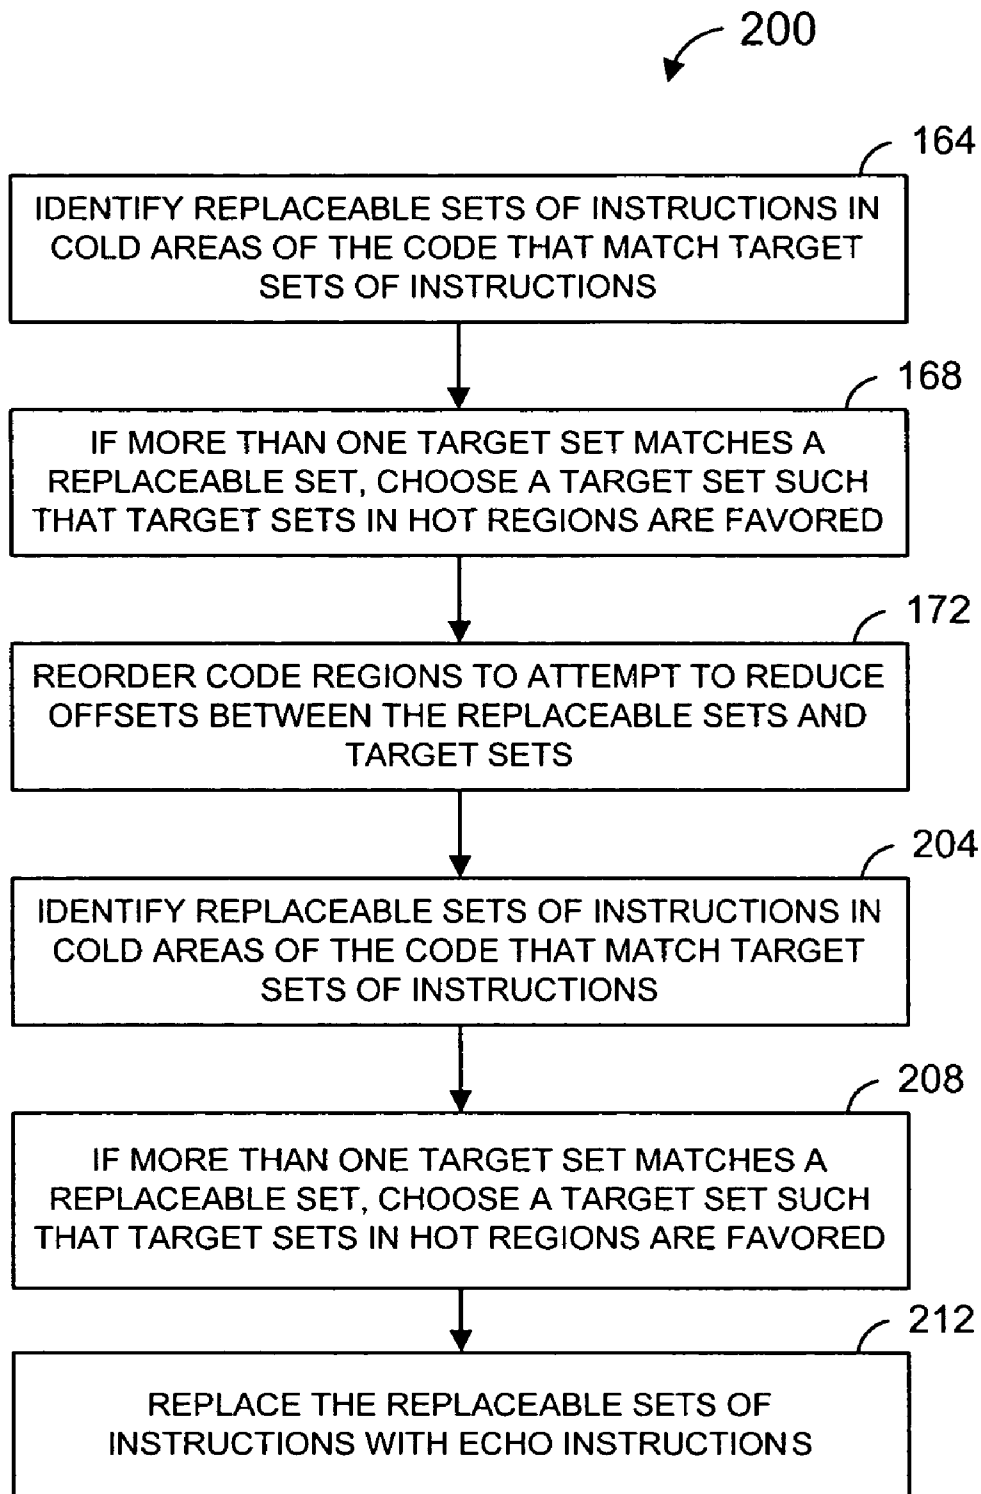 200
164
IDENTIFY REPLACEABLE SETS OF INSTRUCTIONS IN
COLD AREAS OF THE CODE THAT MATCH TARGET
SETS OF INSTRUCTIONS
168
IF MORE THAN ONE TARGET SET MATCHES A
REPLACEABLE SET, CHOOSE A TARGET SET SUCH
THAT TARGET SETS IN HOT REGIONS ARE FAVORED
172
REORDER CODE REGIONS TO ATTEMPT TO REDUCE
OFFSETS BETWEEN THE REPLACEABLE SETS AND
TARGET SETS
204
IDENTIFY REPLACEABLE SETS OF INSTRUCTIONS IN
COLD AREAS OF THE CODE THAT MATCH TARGET
SETS OF INSTRUCTIONS
208
IF MORE THAN ONE TARGET SET MATCHES A
REPLACEABLE SET, CHOOSE A TARGET SET SUCH
THAT TARGET SETS IN HOT REGIONS ARE FAVORED
212
REPLACE THE REPLACEABLE SETS OF
INSTRUCTIONS WITH ECHO INSTRUCTIONS